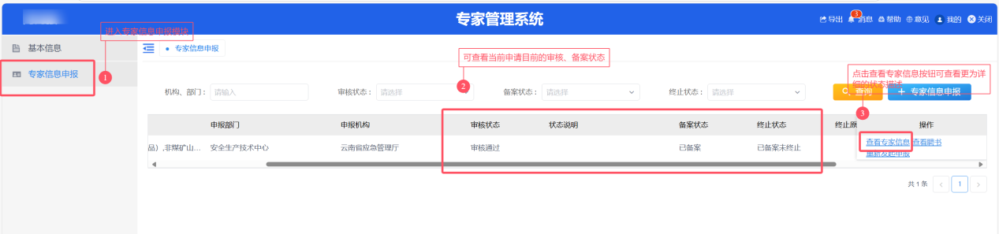 专家管理系统
导出 3 消息 帮助 意见 我的 关闭
进入专家信息申报模块
基本信息
专家信息申报
1
专家信息申报
可查看当前申请目前的审核、备案状态
2
点击查看专家信息按钮可查看更为详
细的状态描述
3
机构、部门： 请输入 审核状态： 请选择 备案状态： 请选择 终止状态： 请选择 查询 专家信息申报
申报部门 申报机构 审核状态 状态说明 备案状态 终止状态 终止原 操作
品）,非煤矿山... 安全生产技术中心 云南省应急管理厅 审核通过 已备案 已备案未终止 查看专家信息 查看聘书
重新发起申报
共 1 条 < 1 >